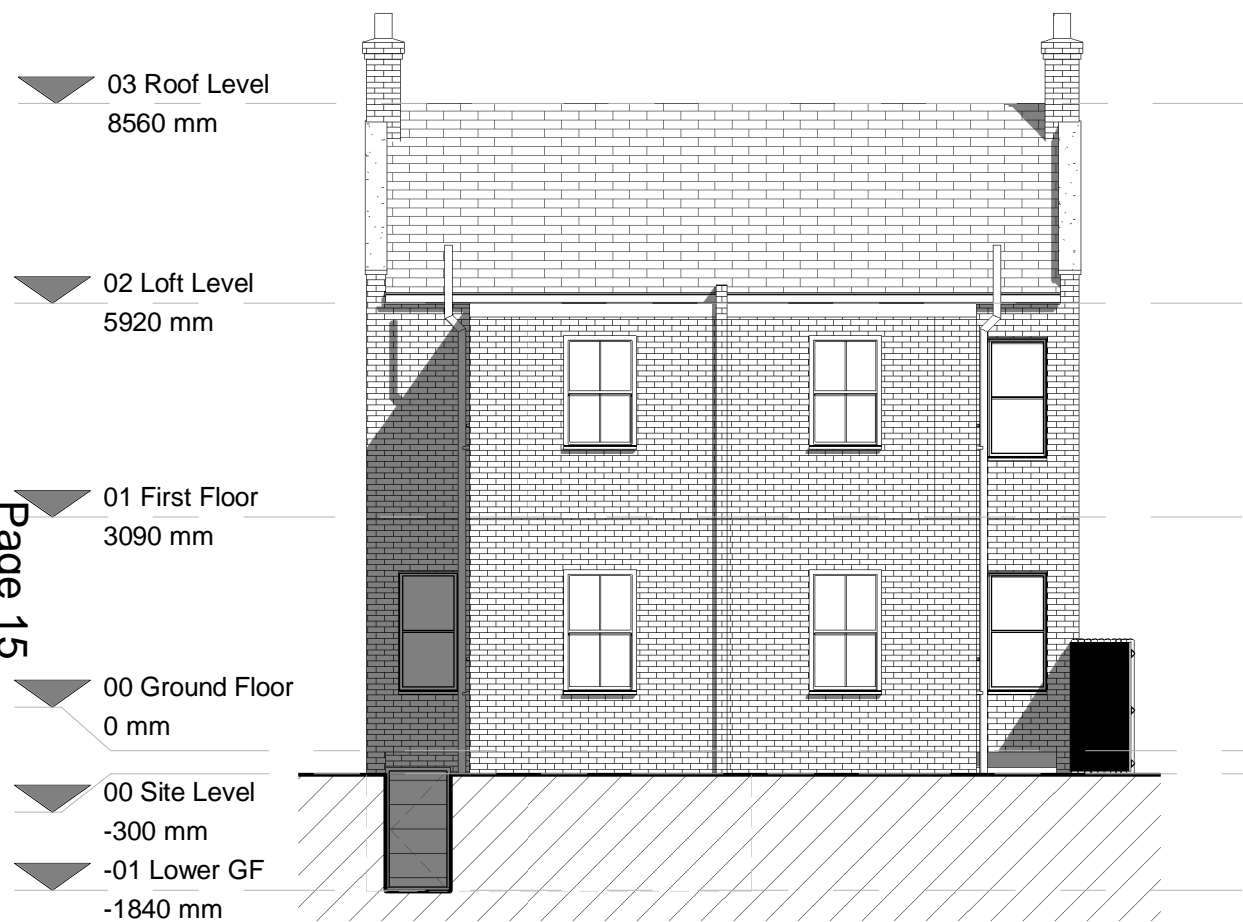 03 Roof Level
8560 mm
02 Loft Level
5920 mm
01 First Floor
3090 mm
Page 15
00 Ground Floor
0 mm
00 Site Level
-300 mm
-01 Lower GF
-1840 mm